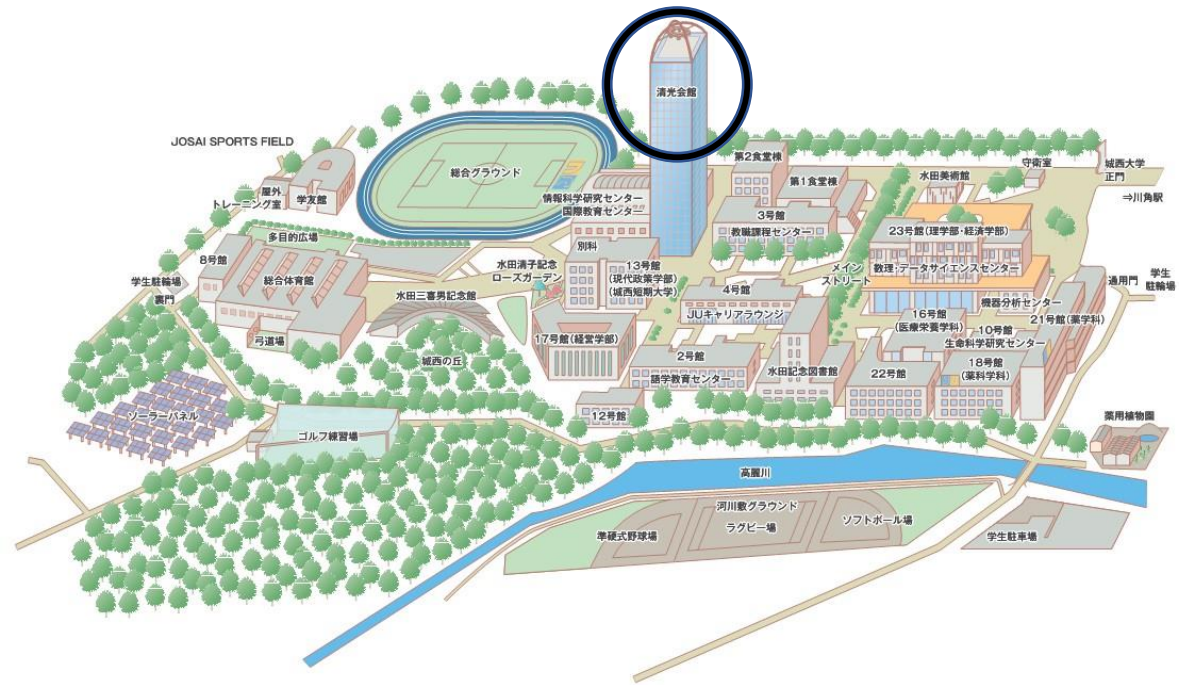 清光会館
JOSAI SPORTS FIELD
総合グラウンド
第2食堂棟
第1食堂棟
守衛室
城西大学
正門
⇒川角駅
水田美術館
屋外
トレーニング室
学友館
情報科学研究センター
国際教育センター
3号館
教職課程センター
23号館(理学部・経済学部)
数理・データサイエンスセンター
多目的広場
8号館
総合体育館
学生駐輪場
裏門
水田清子記念
ローズガーデン
別科
13号館
(現代政策学部)
(城西短期大学)
メイン
ストリート
通用門
学生
駐輪場
水田三喜男記念館
4号館
JUキャリアラウンジ
機器分析センター
16号館
(医療栄養学科)
21号館(薬学科)
10号館
生命科学研究センター
弓道場
城西の丘
17号館(経営学部)
2号館
語学教育センター
水田記念図書館
22号館
18号館
(薬科学科)
ソーラーパネル
ゴルフ練習場
12号館
薬用植物園
高麗川
河川敷グラウンド
準硬式野球場
ラグビー場
ソフトボール場
学生駐車場